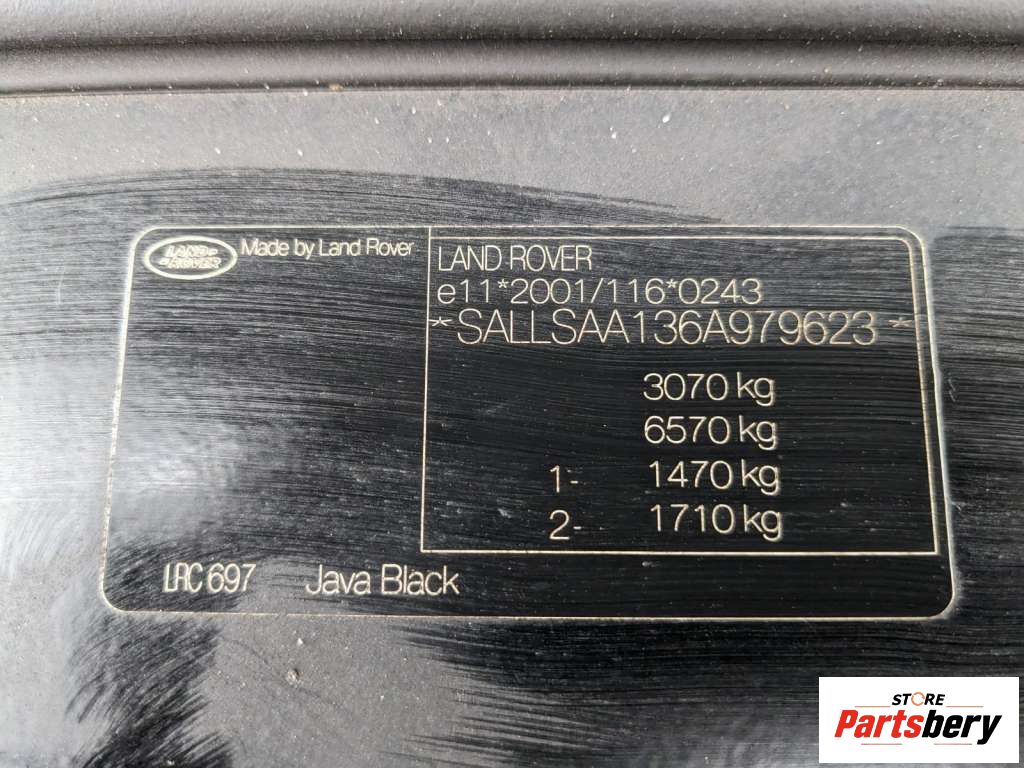 LAND-
-ROVER
Made by Land Rover
LAND ROVER
e11*2001/116*0243
*SALLSAA136A979623*
3070 kg
6570 kg
1- 1470 kg
2- 1710 kg
LRC 697 Java Black
STORE
Partsbery